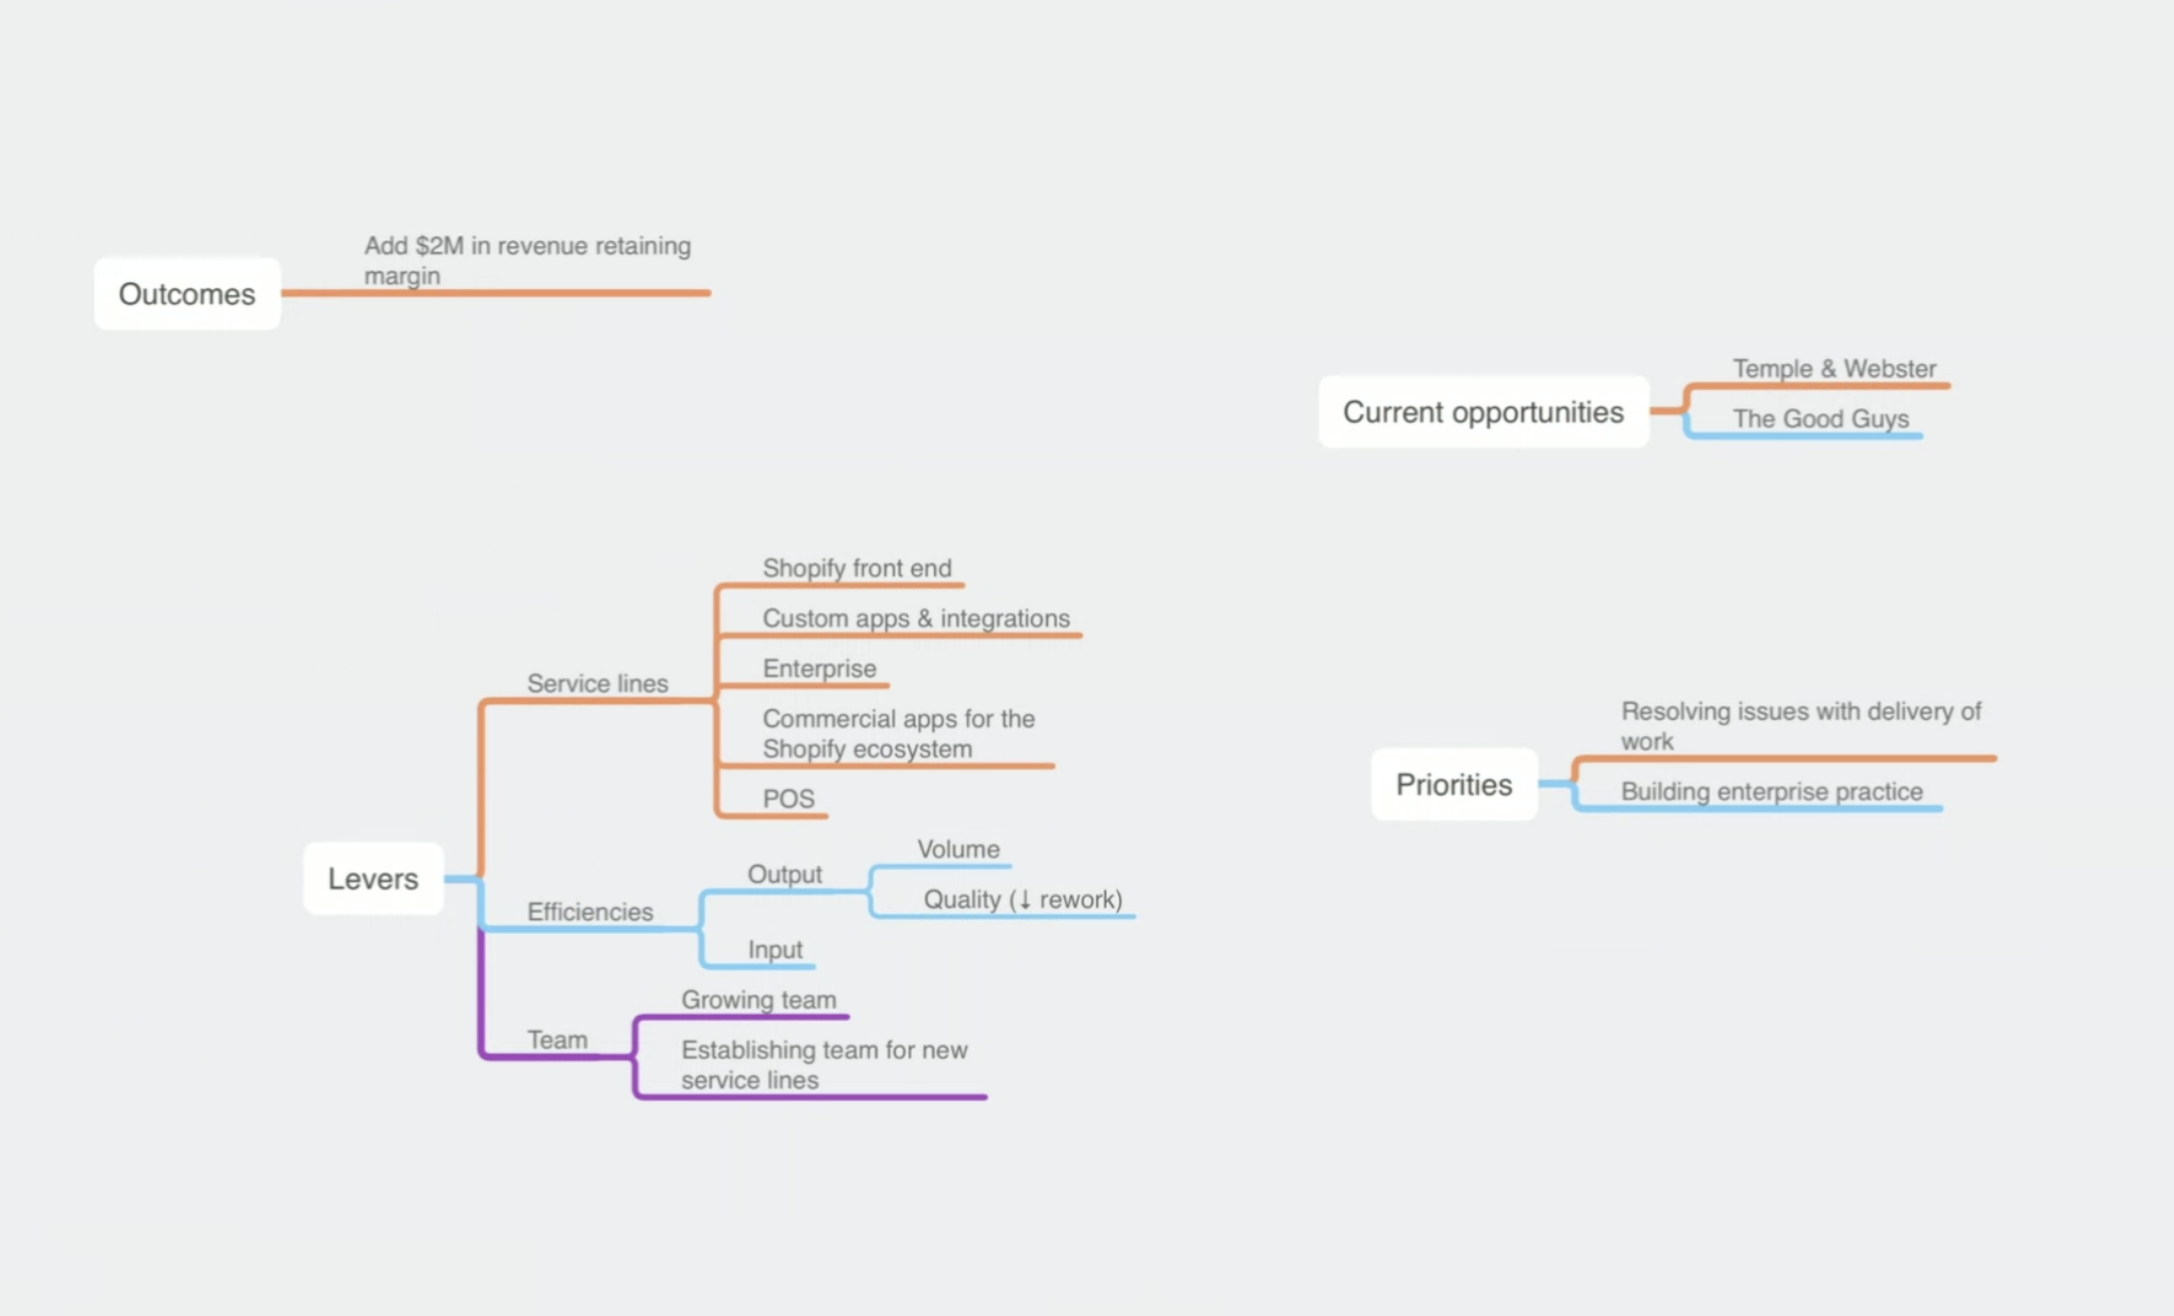 Outcomes
Add $2M in revenue retaining
margin
Current opportunities
Temple & Webster
The Good Guys
Levers
Service lines
Shopify front end
Custom apps & integrations
Enterprise
Commercial apps for the
Shopify ecosystem
POS
Efficiencies
Output
Volume
Quality (↓ rework)
Input
Team
Growing team
Establishing team for new
service lines
Priorities
Resolving issues with delivery of
work
Building enterprise practice